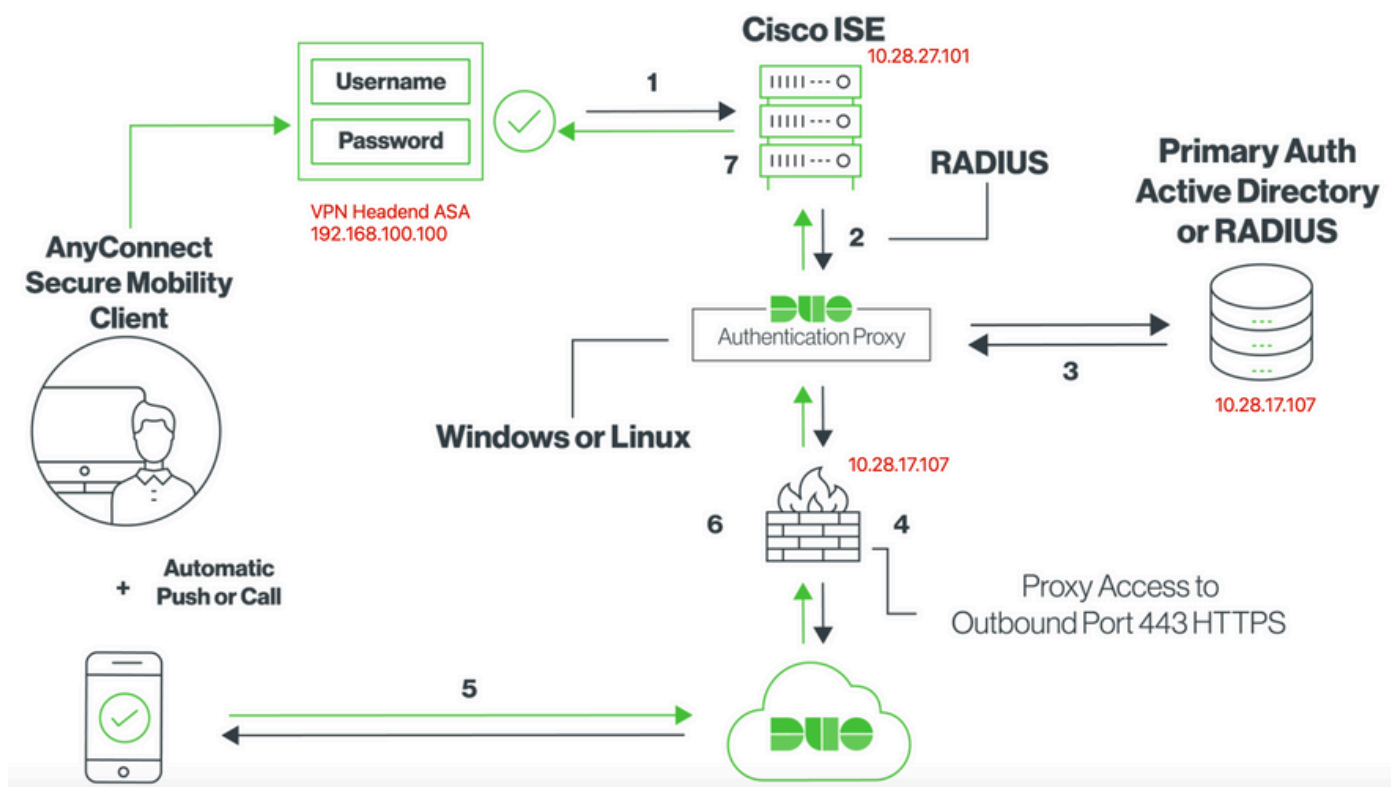 Cisco ISE
10.28.27.101
Username
Password
1
7
VPN Headend ASA
192.168.100.100
RADIUS
2
Primary Auth
Active Directory
or RADIUS
AnyConnect
Secure Mobility
Client
DUO
Authentication Proxy
3
10.28.17.107
Windows or Linux
10.28.17.107
6
4
Automatic
+ Push or Call
Proxy Access to
Outbound Port 443 HTTPS
5
DUO